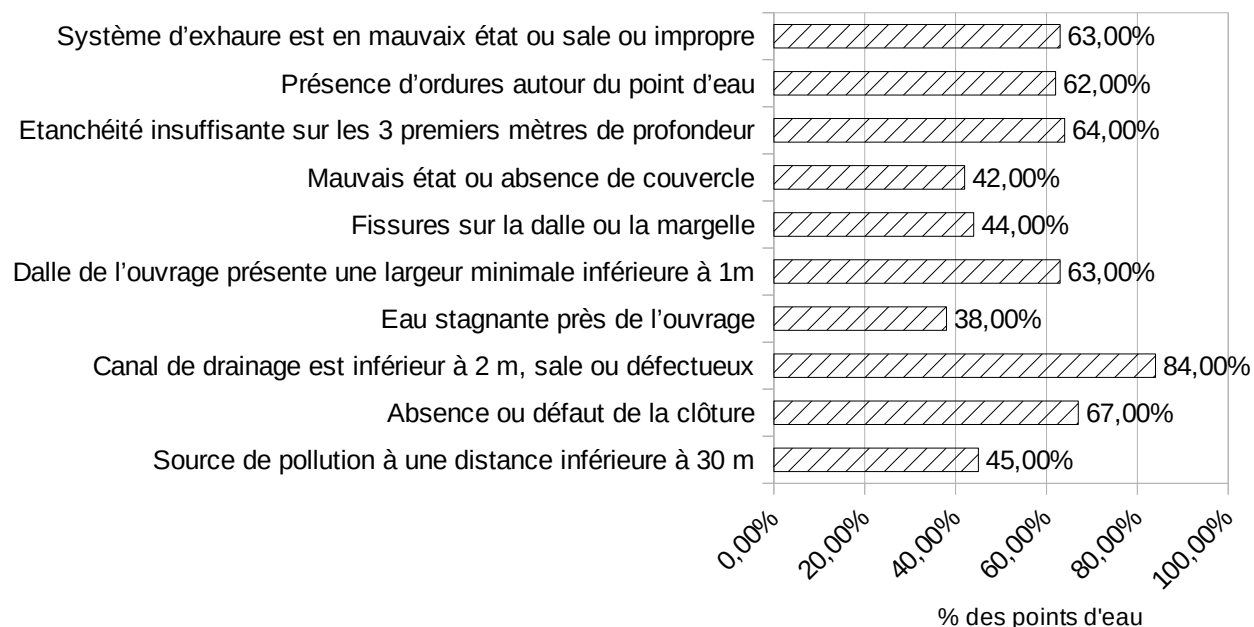 Système d’exhaure est en mauvaix état ou sale ou impropre 63,00%
Présence d’ordures autour du point d’eau 62,00%
Etanchéité insuffisante sur les 3 premiers mètres de profondeur 64,00%
Mauvais état ou absence de couvercle 42,00%
Fissures sur la dalle ou la margelle 44,00%
Dalle de l’ouvrage présente une largeur minimale inférieure à 1m 63,00%
Eau stagnante près de l’ouvrage 38,00%
Canal de drainage est inférieur à 2 m, sale ou défectueux 84,00%
Absence ou défaut de la clôture 67,00%
Source de pollution à une distance inférieure à 30 m 45,00%
0,00% 20,00% 40,00% 60,00% 80,00% 100,00%
% des points d'eau